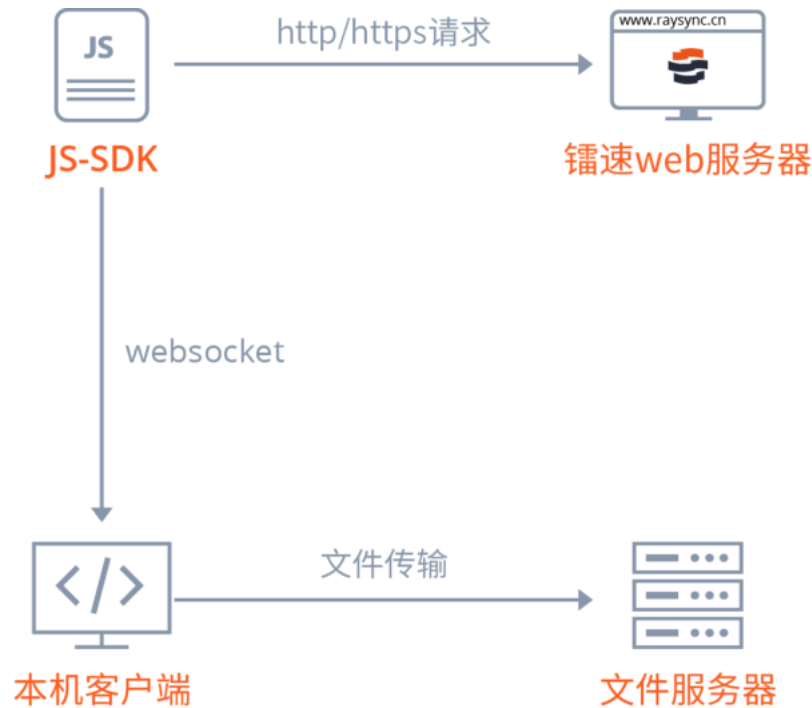 JS
http/https请求
www.raysync.cn
JS-SDK
镭速web服务器
websocket
</>
文件传输
本机客户端
文件服务器